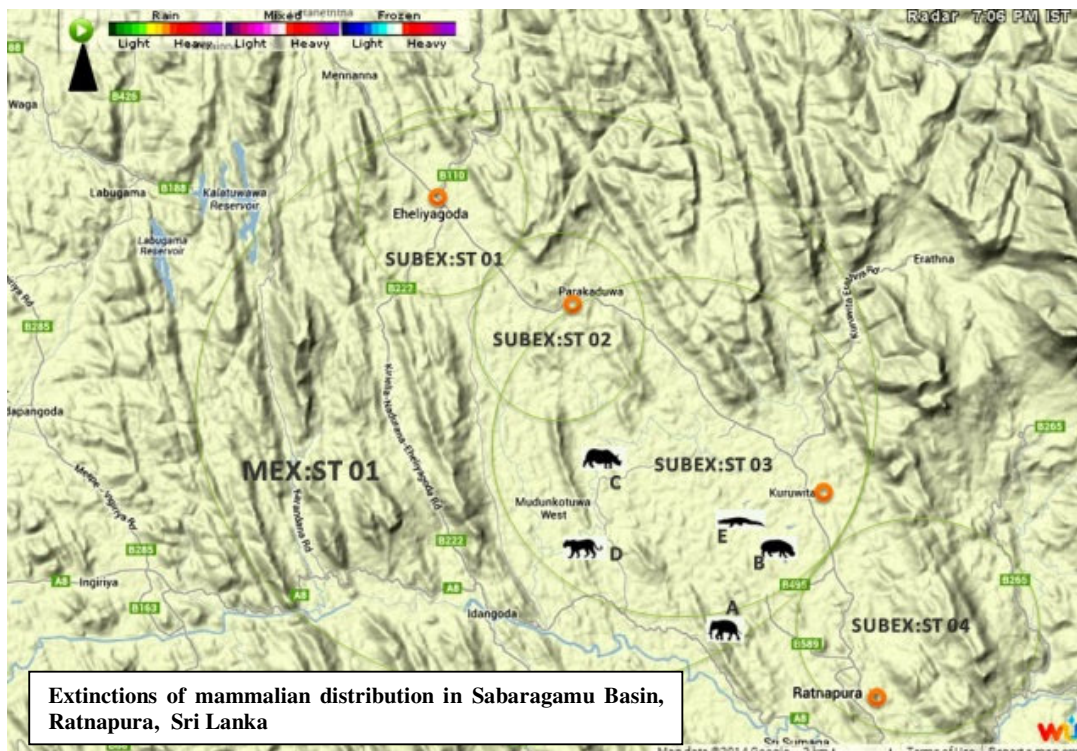 Rain Mixed Frozen
Light Heavy Light Heavy Light Heavy
Radar 7:06 PM IST
Mennanna
B426
Waga
B110
Labugama
B188
Kalatuwawa
Reservoir
Eheliyagoda
Labugama
Reservoir
SUBEX:ST 01
Erathna
B227
Parakaduwa
B285
SUBEX:ST 02
B265
MEX:ST 01
C
SUBEX:ST 03
Mudunkotuwa
West
Kuruwita
E
D
B
B222
B285
A8
Ingiriya
A8
A8
B495
B265
B163
Idangoda
A
SUBEX:ST 04
B589
Extinctions of mammalian distribution in Sabaragamu Basin,
Ratnapura, Sri Lanka
Ratnapura
A8